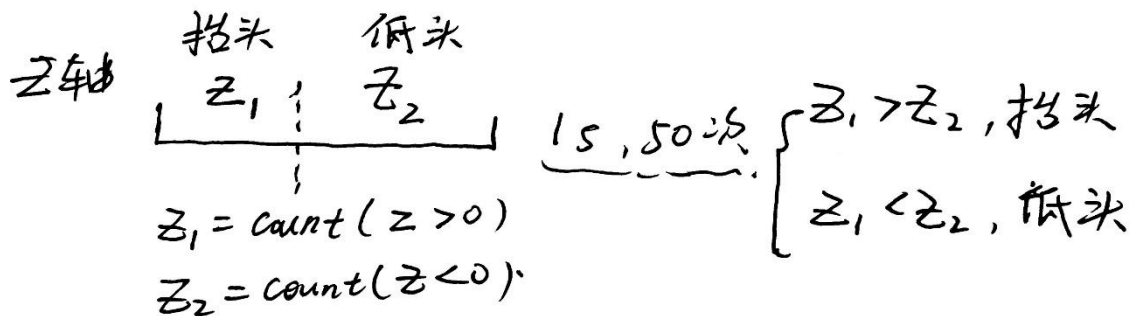 抬头 低头
Z轴 Z₁ Z₂
1s, 50次
Z₁ > Z₂, 抬头
Z₁ < Z₂, 低头
Z₁ = count(Z>0)
Z₂ = count(Z<0).